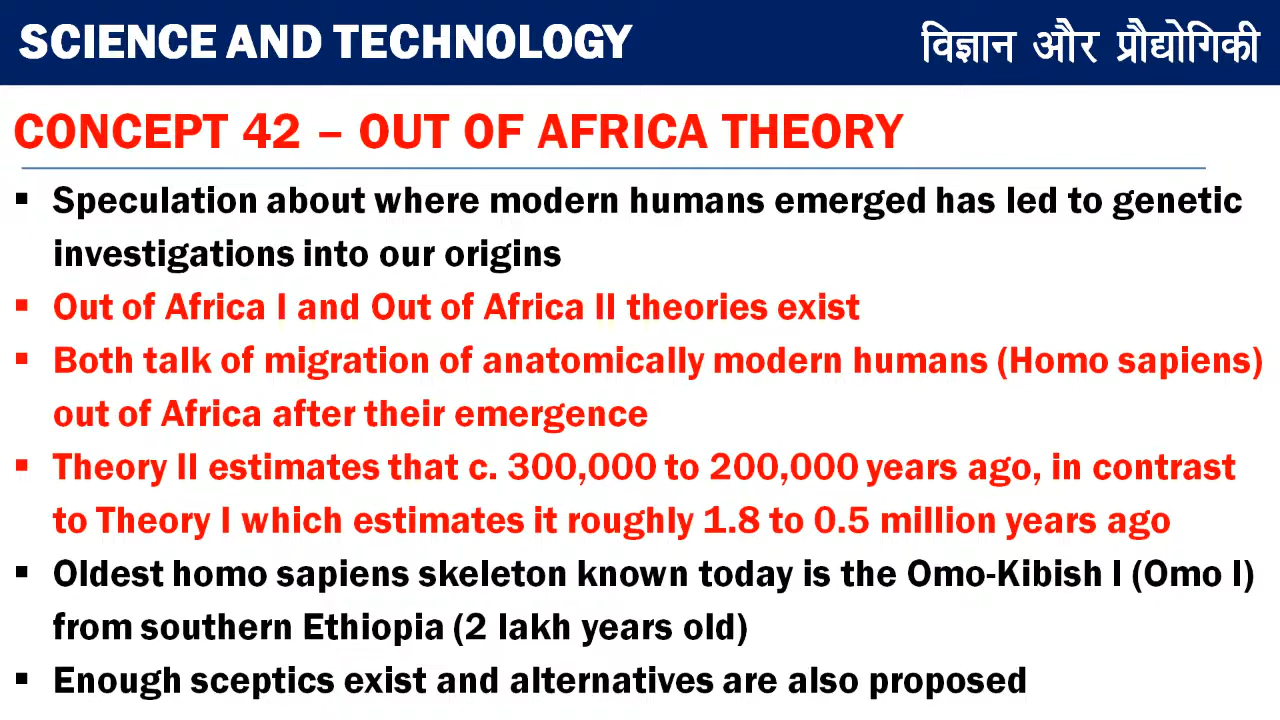 SCIENCE AND TECHNOLOGY
विज्ञान और प्रौद्योगिकी
CONCEPT 42 – OUT OF AFRICA THEORY
▪ Speculation about where modern humans emerged has led to genetic
investigations into our origins
▪ Out of Africa I and Out of Africa II theories exist
▪ Both talk of migration of anatomically modern humans (Homo sapiens)
out of Africa after their emergence
▪ Theory II estimates that c. 300,000 to 200,000 years ago, in contrast
to Theory I which estimates it roughly 1.8 to 0.5 million years ago
▪ Oldest homo sapiens skeleton known today is the Omo-Kibish I (Omo I)
from southern Ethiopia (2 lakh years old)
▪ Enough sceptics exist and alternatives are also proposed